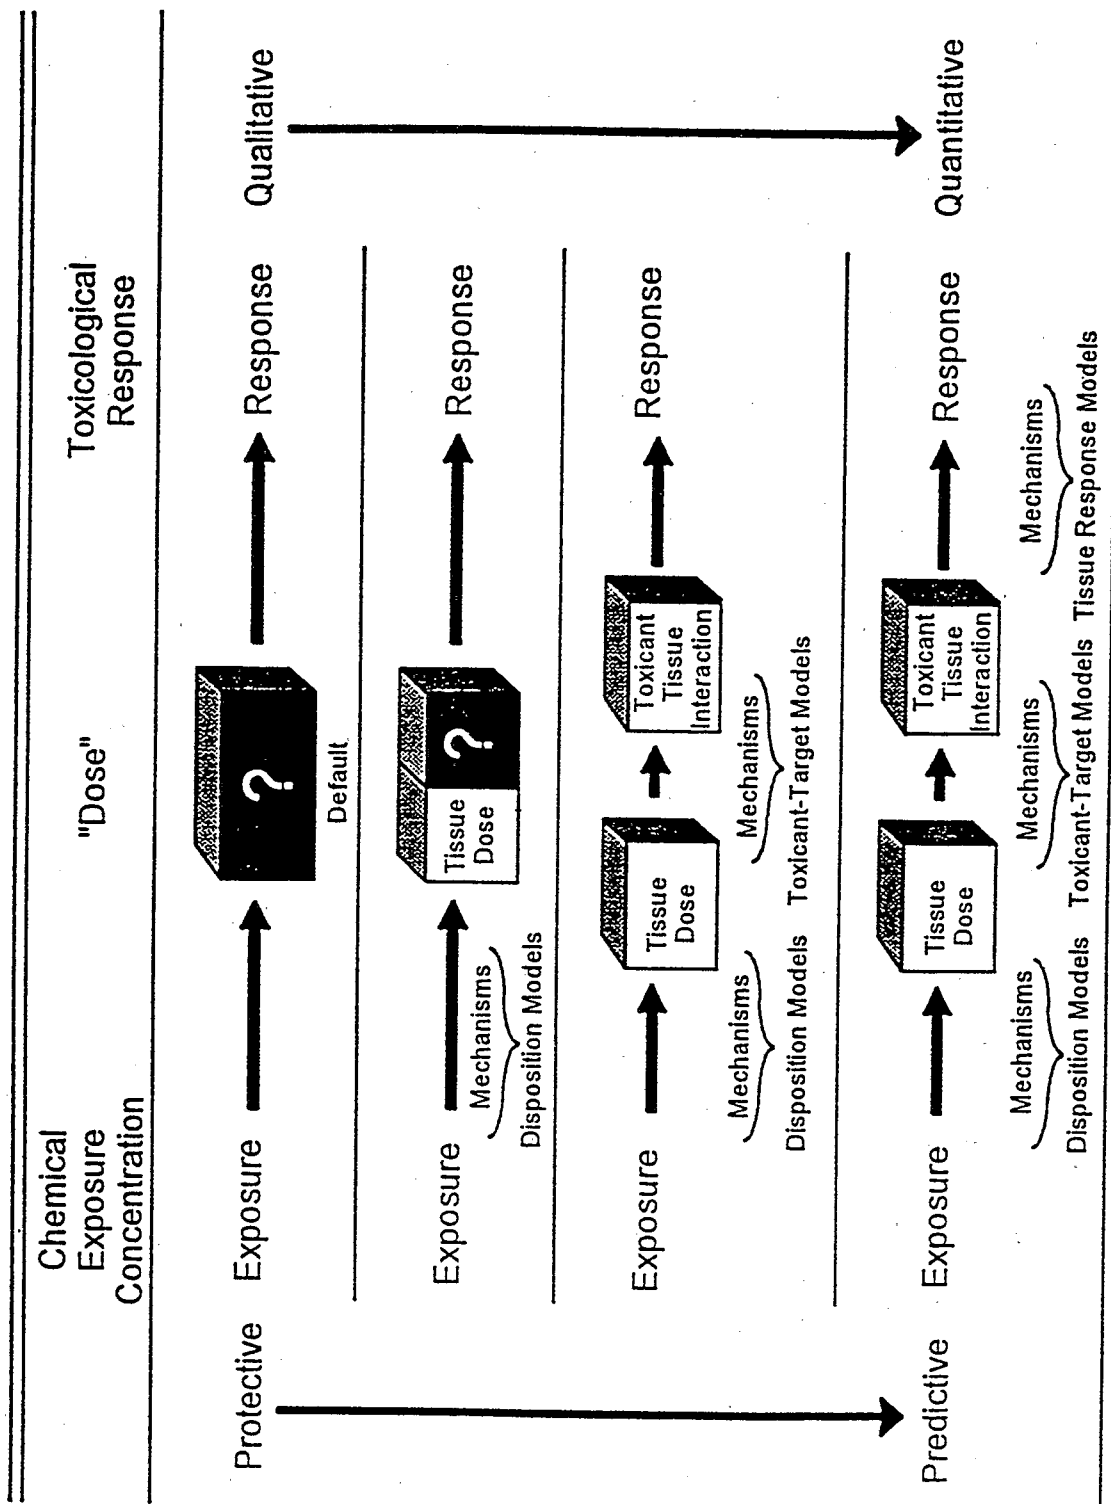 Chemical
Exposure
Concentration
"Dose"
Toxicological
Response
Protective
Exposure
?
Default
Response
Qualitative
Exposure
Mechanisms
Disposition Models
Tissue
Dose
?
Response
Exposure
Mechanisms
Disposition Models
Tissue
Dose
Mechanisms
Toxicant-Target Models
Toxicant
Tissue
Interaction
Response
Predictive
Exposure
Mechanisms
Disposition Models
Tissue
Dose
Mechanisms
Toxicant-Target Models
Toxicant
Tissue
Interaction
Mechanisms
Tissue Response Models
Response
Quantitative